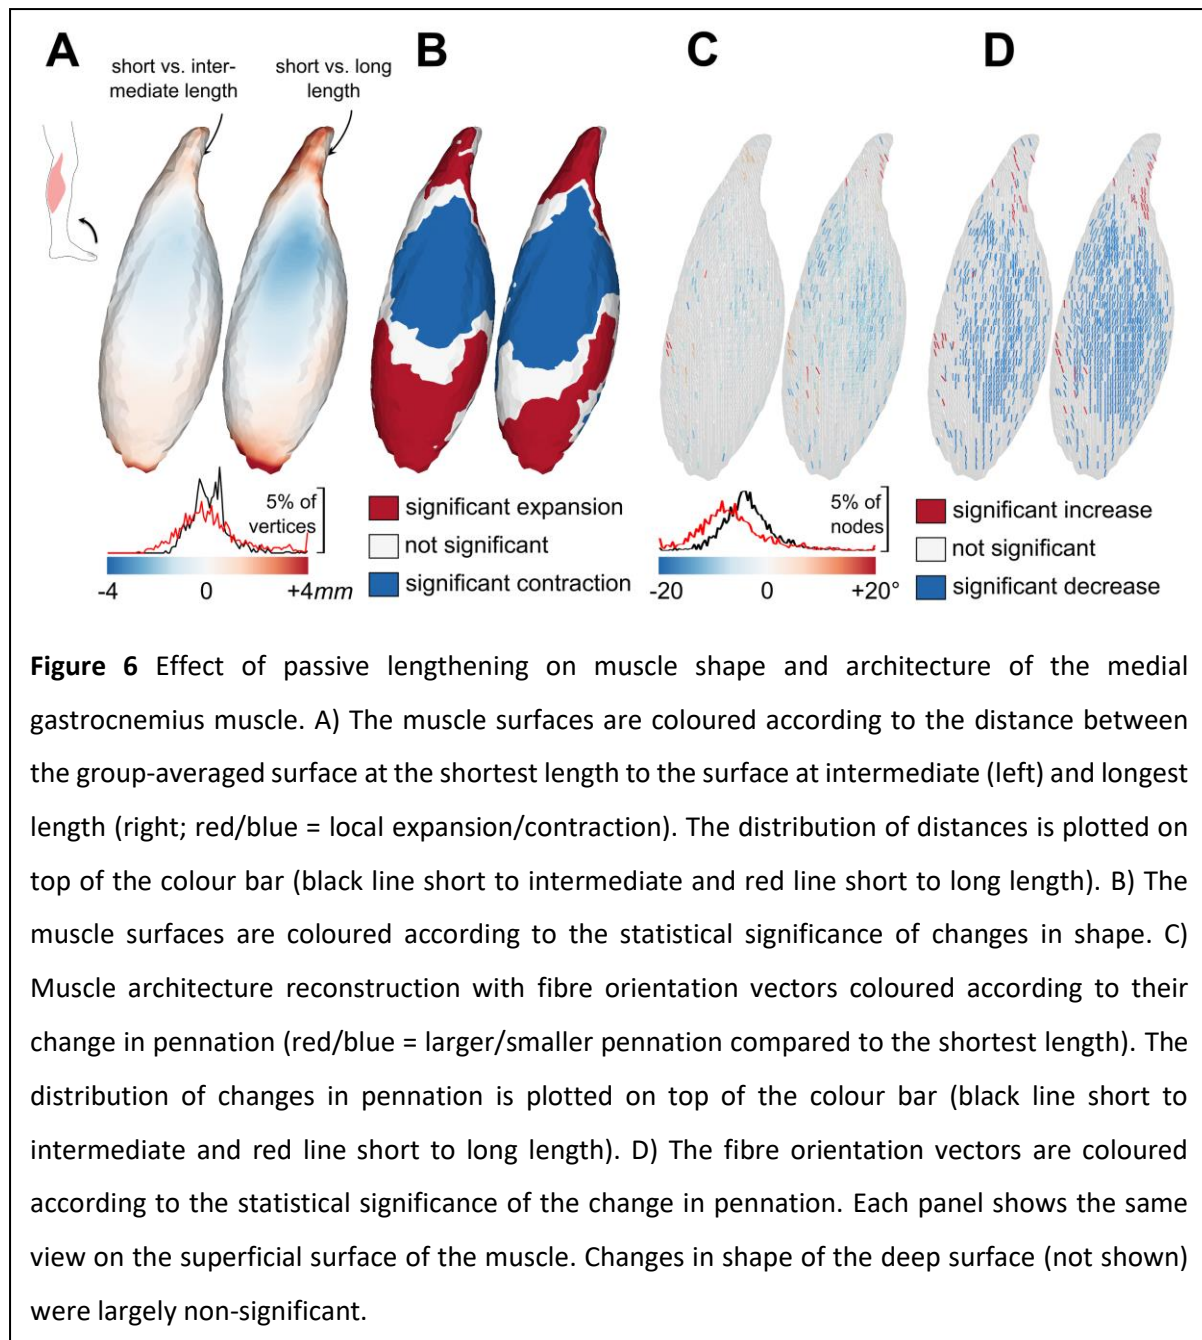 A
B
C
D
short vs. inter-
mediate length
short vs. long
length
5% of
vertices
-4
0
+4mm
significant expansion
not significant
significant contraction
5% of
nodes
-20
0
+20°
significant increase
not significant
significant decrease
Figure 6 Effect of passive lengthening on muscle shape and architecture of the medial
gastrocnemius muscle. A) The muscle surfaces are coloured according to the distance between
the group-averaged surface at the shortest length to the surface at intermediate (left) and longest
length (right; red/blue = local expansion/contraction). The distribution of distances is plotted on
top of the colour bar (black line short to intermediate and red line short to long length). B) The
muscle surfaces are coloured according to the statistical significance of changes in shape. C)
Muscle architecture reconstruction with fibre orientation vectors coloured according to their
change in pennation (red/blue = larger/smaller pennation compared to the shortest length). The
distribution of changes in pennation is plotted on top of the colour bar (black line short to
intermediate and red line short to long length). D) The fibre orientation vectors are coloured
according to the statistical significance of the change in pennation. Each panel shows the same
view on the superficial surface of the muscle. Changes in shape of the deep surface (not shown)
were largely non-significant.